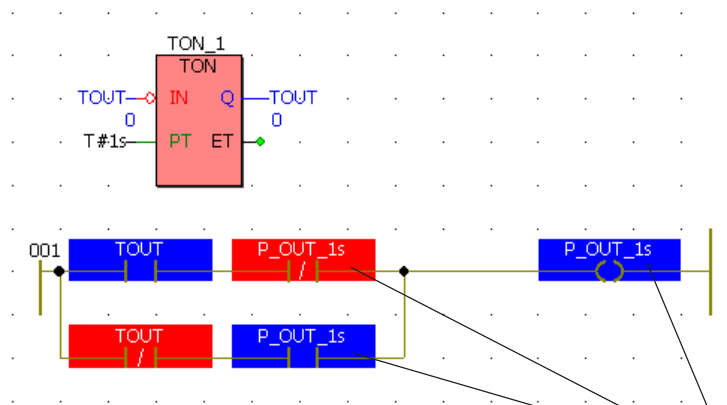 TON_1
TON
TOUT IN Q TOUT
0 0
T#1s PT ET
001 TOUT P_OUT_1s P_OUT_1s
/
TOUT P_OUT_1s
/